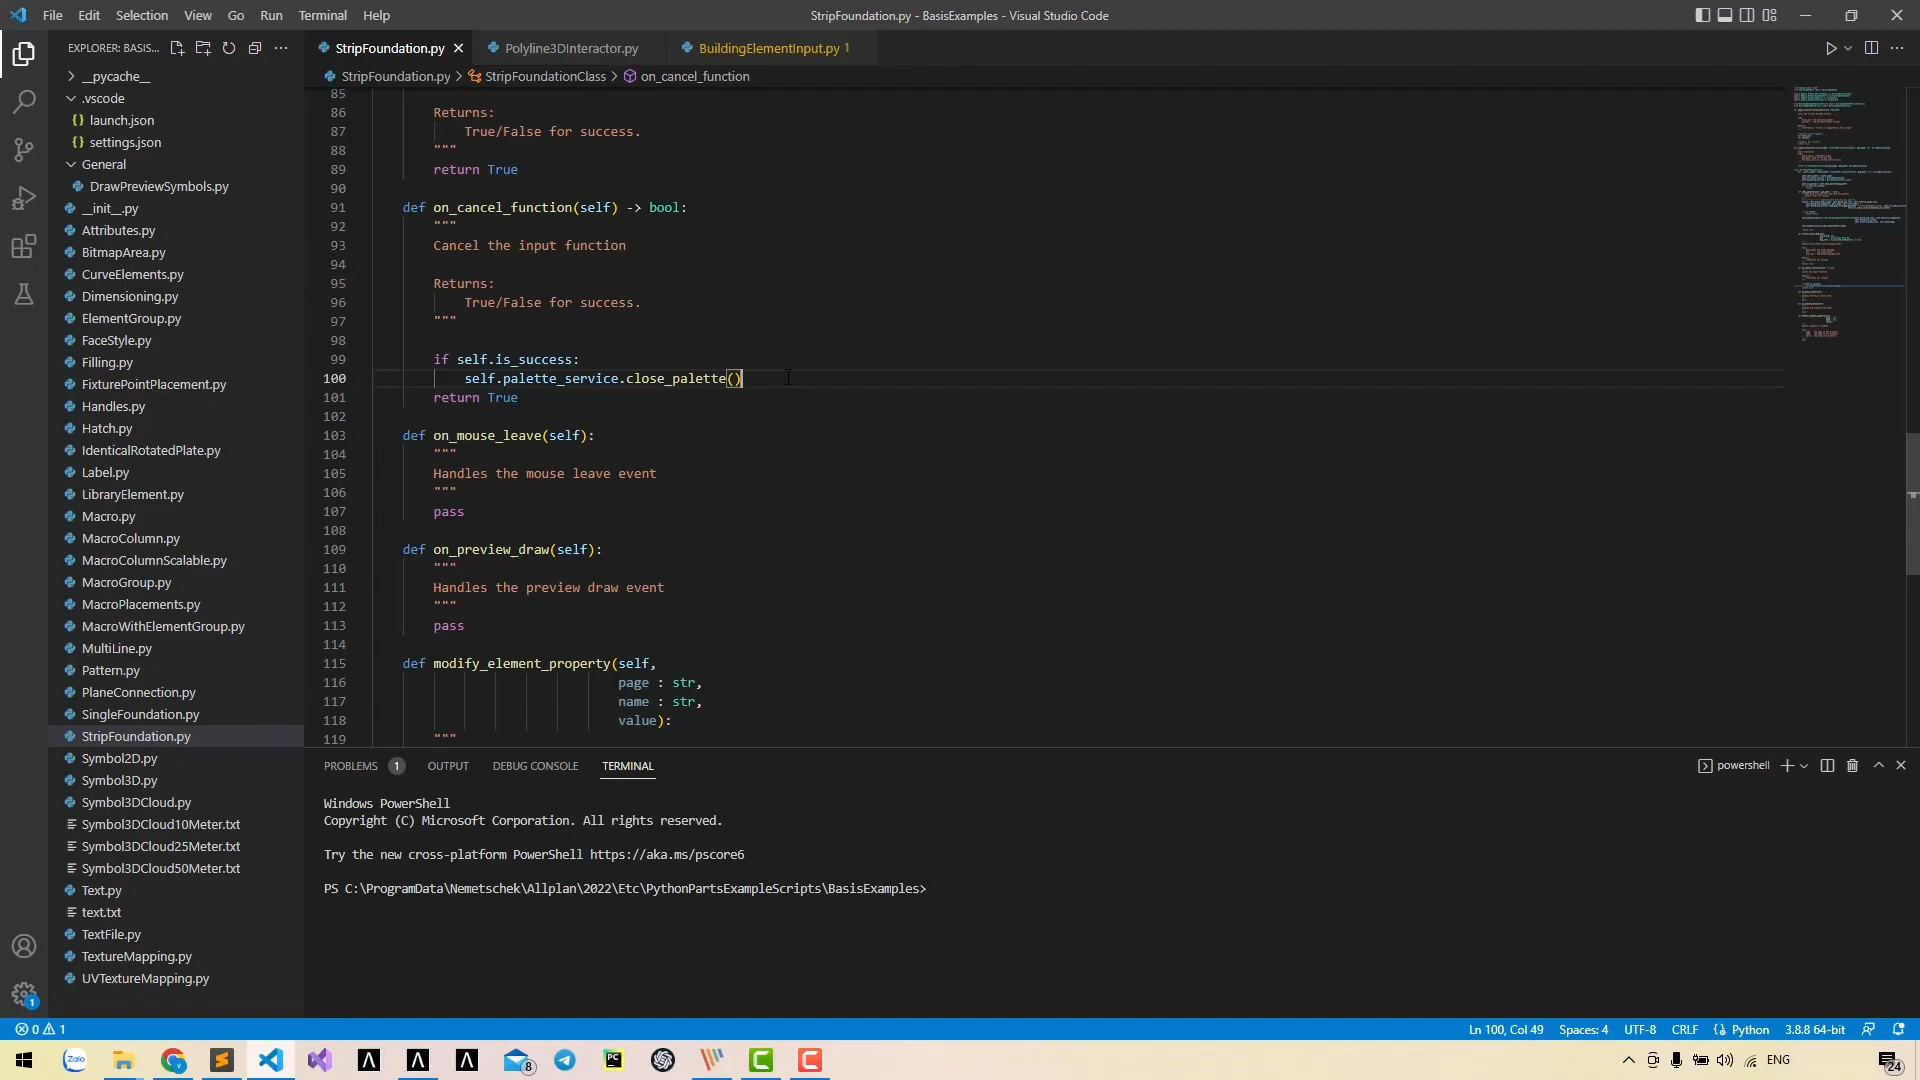 File Edit Selection View Go Run Terminal Help
StripFoundation.py - BasisExamples - Visual Studio Code
EXPLORER: BASIS...
StripFoundation.py
Polyline3DInteractor.py
BuildingElementInput.py 1
StripFoundation.py > StripFoundationClass > on_cancel_function
__pycache__
.vscode
launch.json
settings.json
General
DrawPreviewSymbols.py
__init__.py
Attributes.py
BitmapArea.py
CurveElements.py
Dimensioning.py
ElementGroup.py
FaceStyle.py
Filling.py
FixturePointPlacement.py
Handles.py
Hatch.py
IdenticalRotatedPlate.py
Label.py
LibraryElement.py
Macro.py
MacroColumn.py
MacroColumnScalable.py
MacroGroup.py
MacroPlacements.py
MacroWithElementGroup.py
MultiLine.py
Pattern.py
PlaneConnection.py
SingleFoundation.py
StripFoundation.py
Symbol2D.py
Symbol3D.py
Symbol3DCloud.py
Symbol3DCloud10Meter.txt
Symbol3DCloud25Meter.txt
Symbol3DCloud50Meter.txt
Text.py
text.txt
TextFile.py
TextureMapping.py
UVTextureMapping.py
85
86 Returns:
87 True/False for success.
88 """
89 return True
90
91 def on_cancel_function(self) -> bool:
92 """
93 Cancel the input function
94
95 Returns:
96 True/False for success.
97 """
98
99 if self.is_success:
100 self.palette_service.close_palette()
101 return True
102
103 def on_mouse_leave(self):
104 """
105 Handles the mouse leave event
106 """
107 pass
108
109 def on_preview_draw(self):
110 """
111 Handles the preview draw event
112 """
113 pass
114
115 def modify_element_property(self,
116 page : str,
117 name : str,
118 value):
119 """
PROBLEMS 1 OUTPUT DEBUG CONSOLE TERMINAL
powershell
Windows PowerShell
Copyright (C) Microsoft Corporation. All rights reserved.
Try the new cross-platform PowerShell https://aka.ms/pscore6
PS C:\ProgramData\Nemetschek\Allplan\2022\Etc\PythonPartsExampleScripts\BasisExamples>
1
0 1
Ln 100, Col 49 Spaces: 4 UTF-8 CRLF Python 3.8.8 64-bit
Zalo
8
PC
ENG
24